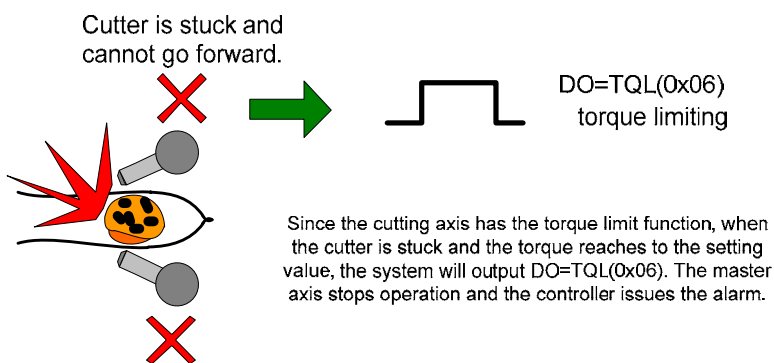 Cutter is stuck and
cannot go forward.
DO=TQL(0x06)
torque limiting
Since the cutting axis has the torque limit function, when
the cutter is stuck and the torque reaches to the setting
value, the system will output DO=TQL(0x06). The master
axis stops operation and the controller issues the alarm.